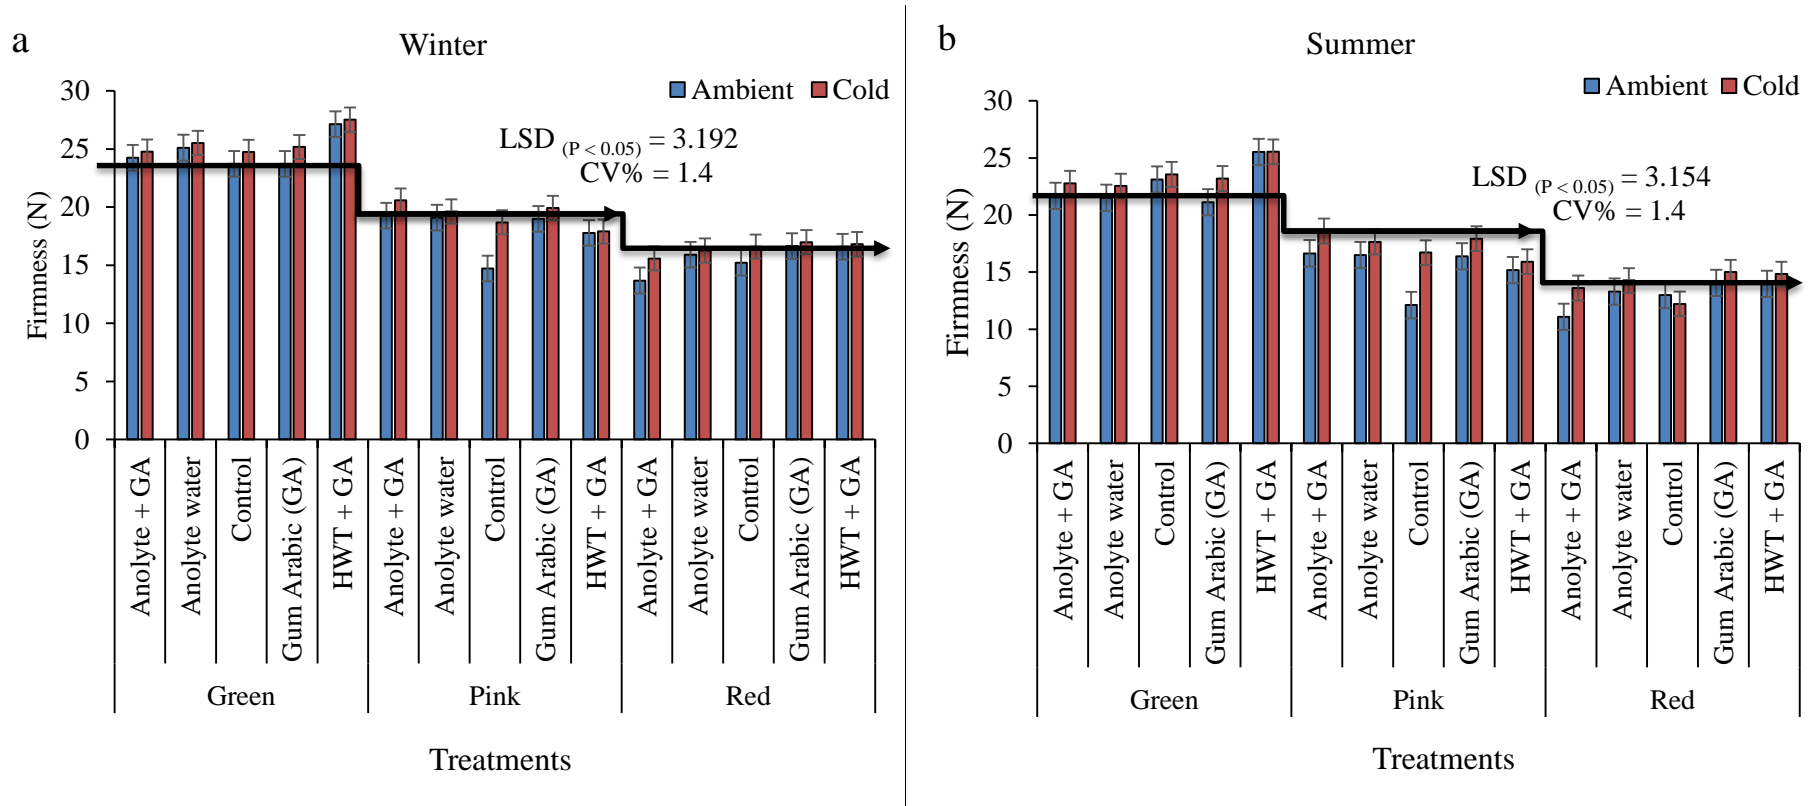 a
Winter
Ambient
Cold
LSD (P < 0.05) = 3.192
CV% = 1.4
Firmness (N)
30
25
20
15
10
5
0
Anolyte + GA
Anolyte water
Control
Gum Arabic (GA)
HWT + GA
Anolyte + GA
Anolyte water
Control
Gum Arabic (GA)
HWT + GA
Anolyte + GA
Anolyte water
Control
Gum Arabic (GA)
HWT + GA
Green
Pink
Red
Treatments
b
Summer
Ambient
Cold
LSD (P < 0.05) = 3.154
CV% = 1.4
Firmness (N)
30
25
20
15
10
5
0
Anolyte + GA
Anolyte water
Control
Gum Arabic (GA)
HWT + GA
Anolyte + GA
Anolyte water
Control
Gum Arabic (GA)
HWT + GA
Anolyte + GA
Anolyte water
Control
Gum Arabic (GA)
HWT + GA
Green
Pink
Red
Treatments